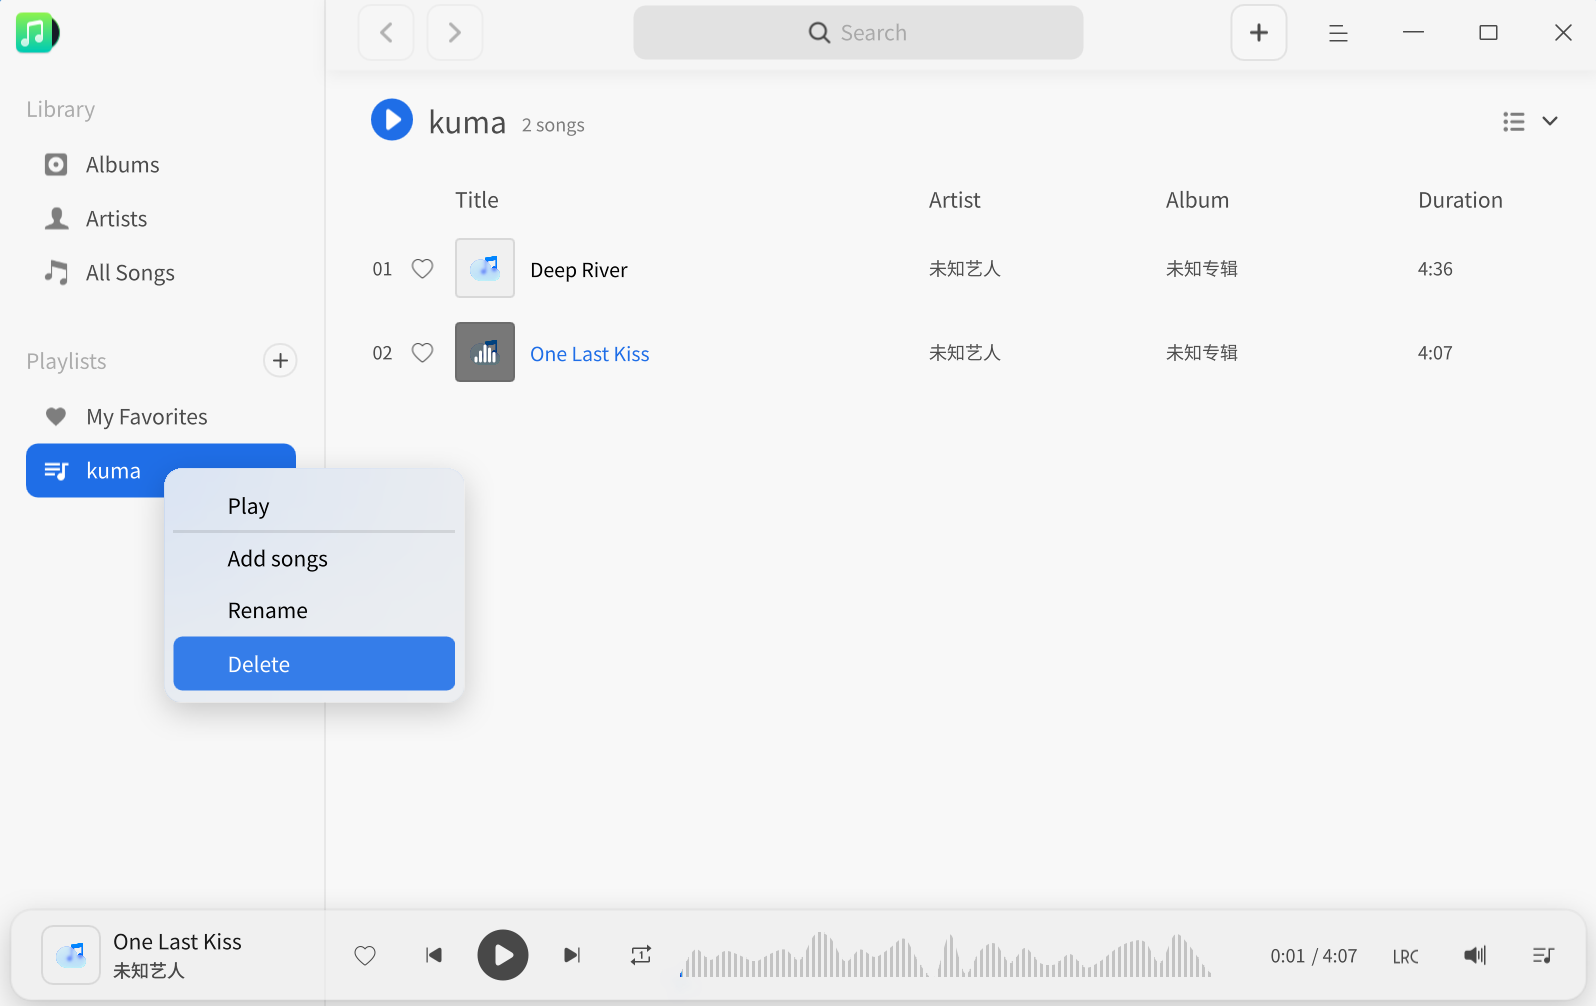 Search
Library
Albums
Artists
All Songs
Playlists
My Favorites
kuma
Play
Add songs
Rename
Delete
kuma 2 songs
Title Artist Album Duration
01 Deep River 未知艺人 未知专辑 4:36
02 One Last Kiss 未知艺人 未知专辑 4:07
One Last Kiss
未知艺人
1
0:01 / 4:07 LRC